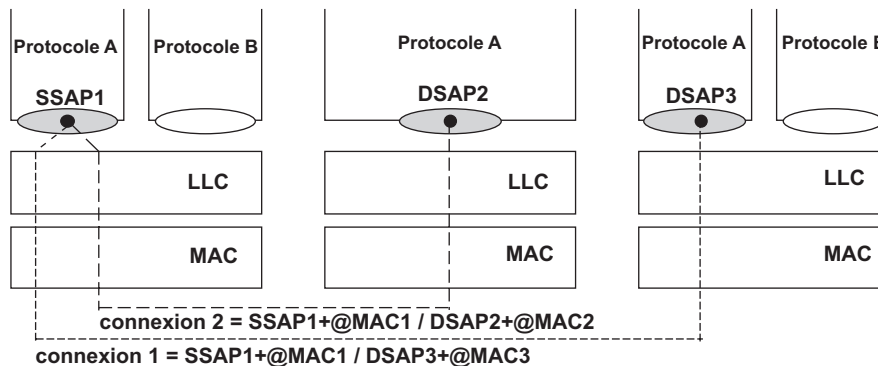 Protocole A
Protocole B
Protocole A
Protocole A
Protocole
SSAP1
DSAP2
DSAP3
LLC
LLC
LLC
MAC
MAC
MAC
connexion 2 = SSAP1+@MAC1 / DSAP2+@MAC2
connexion 1 = SSAP1+@MAC1 / DSAP3+@MAC3